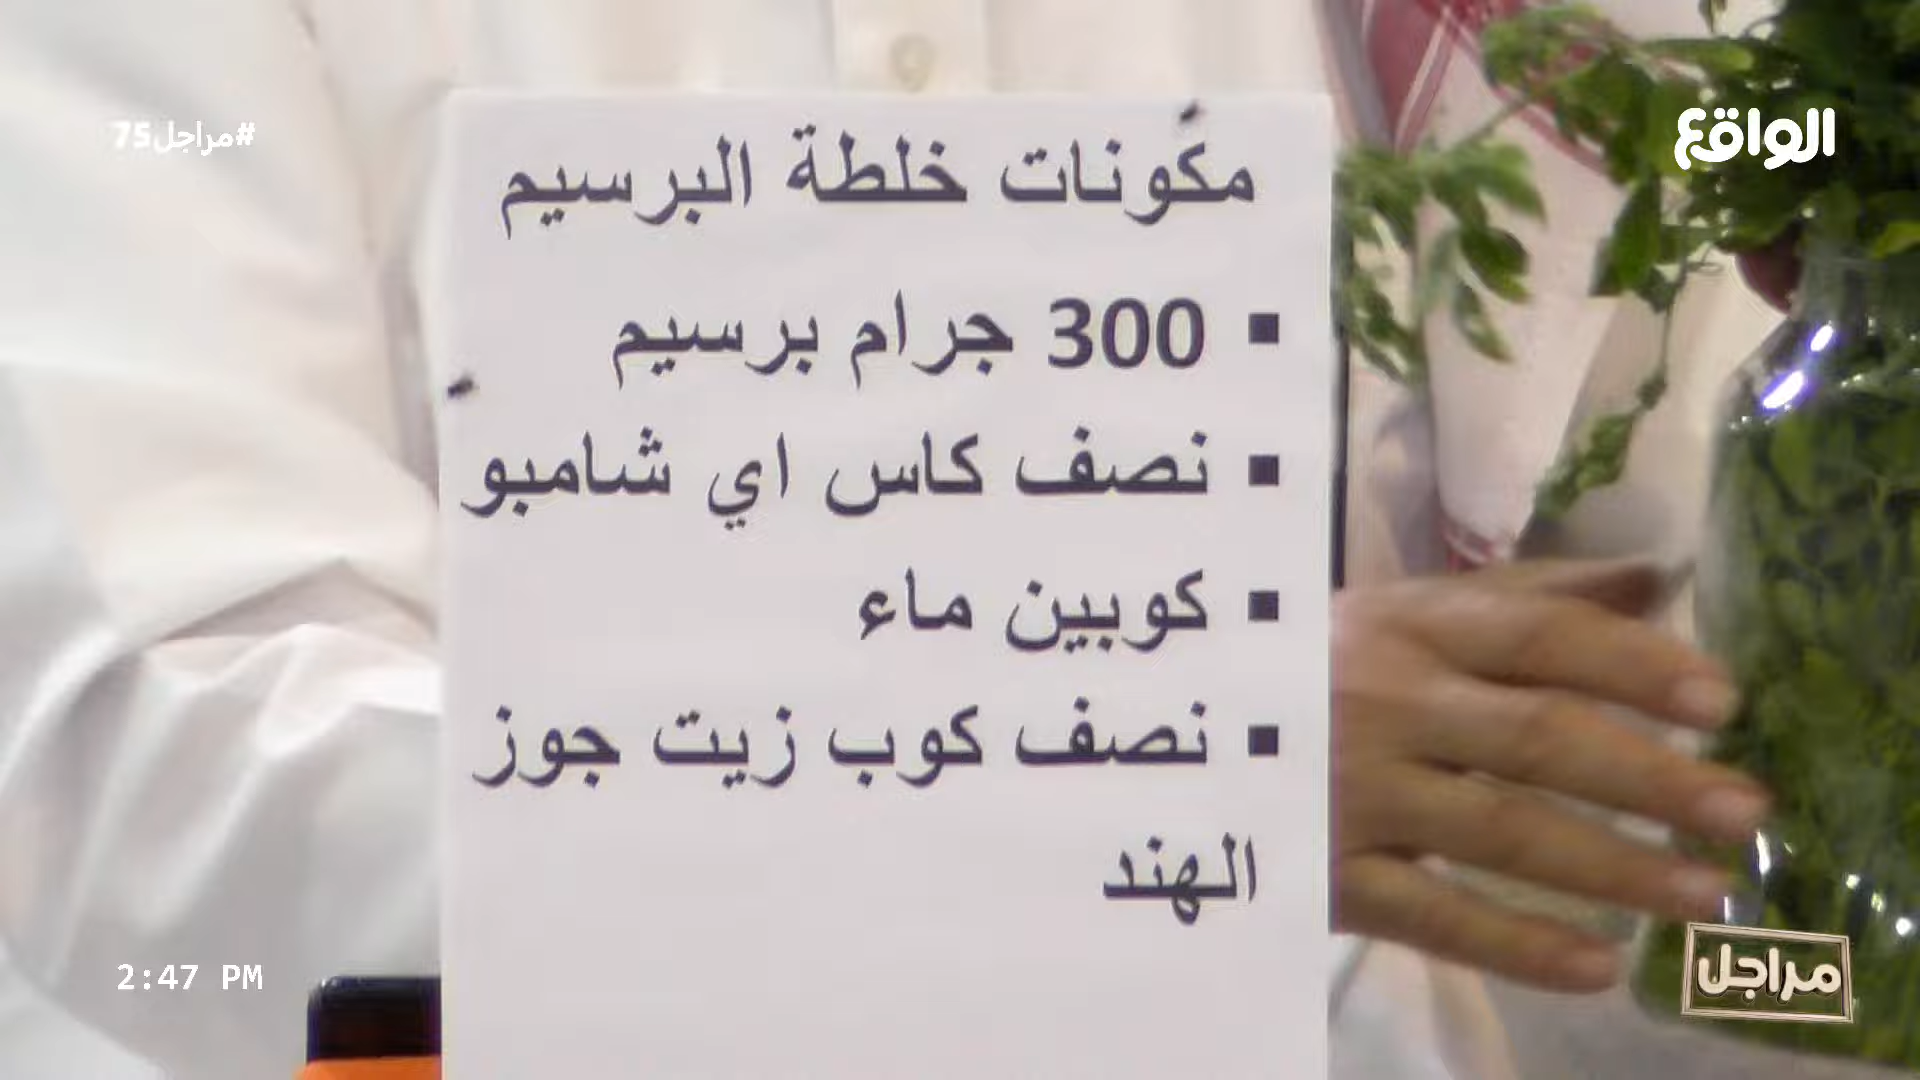 #مراجل75
الواقع
مكونات خلطة البرسيم
▪ 300 جرام برسيم
▪ نصف كاس اي شامبو
▪ كوبين ماء
▪ نصف كوب زيت جوز
الهند
2:47 PM
مراجل